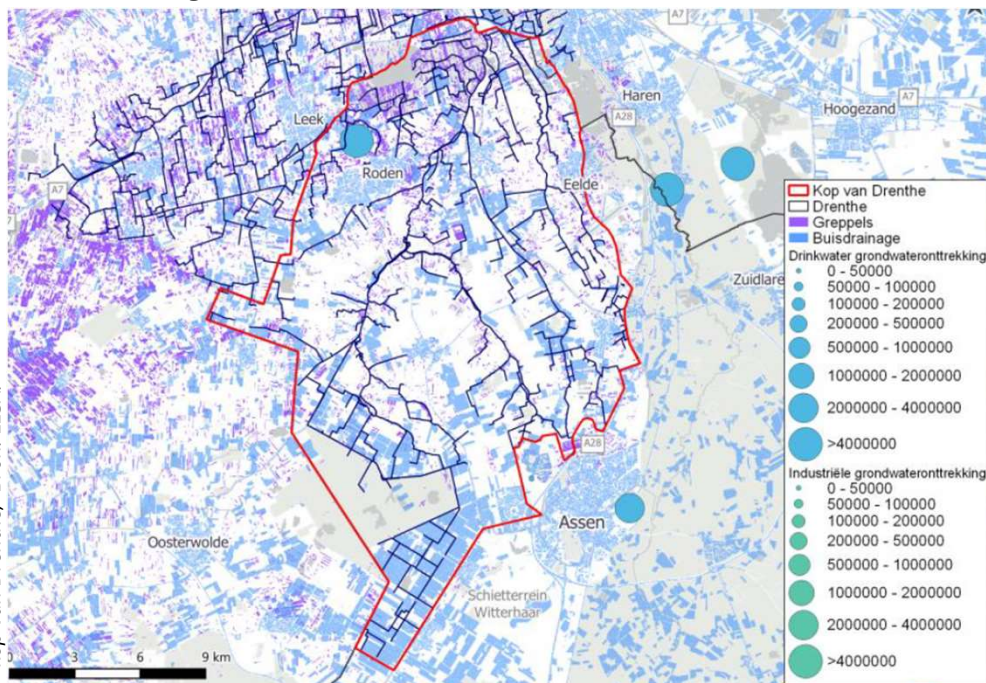 A7
Haren
A28
Hoogezand
A7
Leek
Roden
Eelde
A7
Zuidlare
Kop van Drenthe
Drenthe
Greppels
Buisdrainage
Drinkwater grondwateronttrekking
0 - 50000
50000 - 100000
100000 - 200000
200000 - 500000
500000 - 1000000
1000000 - 2000000
2000000 - 4000000
>4000000
Industriële grondwateronttrekking
0 - 50000
50000 - 100000
100000 - 200000
200000 - 500000
500000 - 1000000
1000000 - 2000000
2000000 - 4000000
>4000000
A28
Assen
Oosterwolde
Schietterrein
Witterhaar
0 3 6 9 km